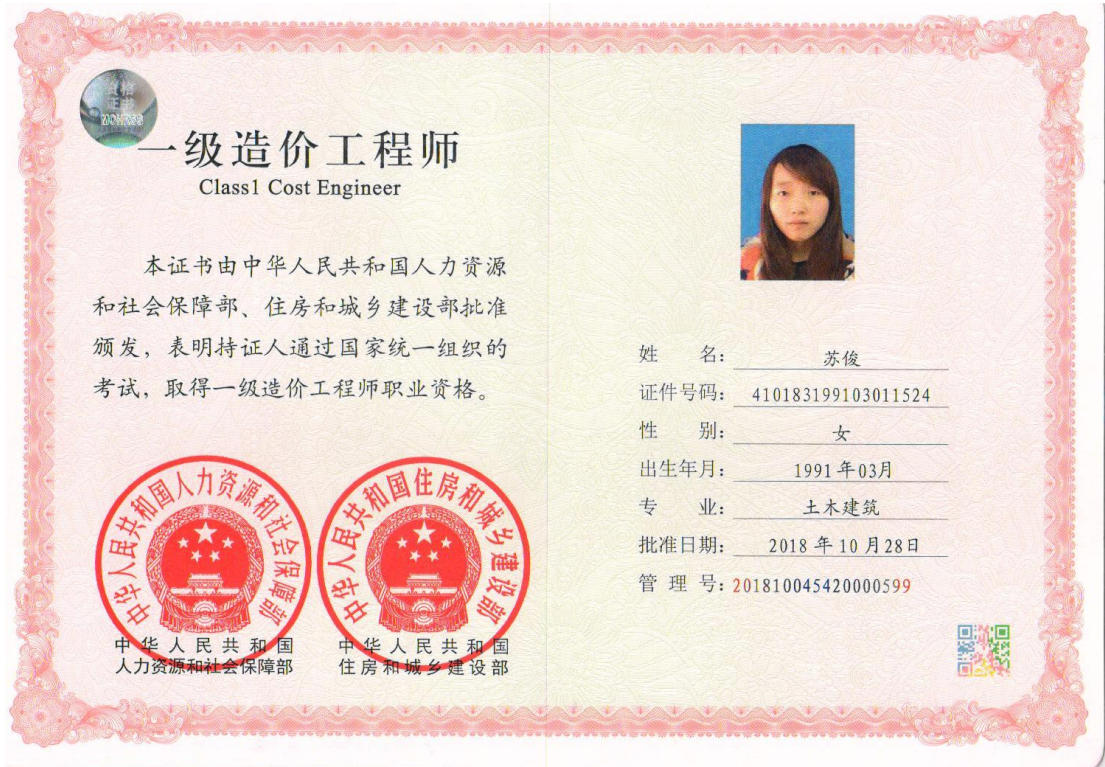 资格
证书
MOHRSS
一级造价工程师
Class1 Cost Engineer
本证书由中华人民共和国人力资源
和社会保障部、住房和城乡建设部批准
颁发，表明持证人通过国家统一组织的
考试，取得一级造价工程师职业资格。
中华人民共和国人力资源和社会保障部
中华人民共和国住房和城乡建设部
中华人民共和国
人力资源和社会保障部
中华人民共和国
住房和城乡建设部
姓 名: 苏俊
证件号码: 410183199103011524
性 别: 女
出生年月: 1991年03月
专 业: 土木建筑
批准日期: 2018 年 10 月28日
管 理 号: 201810045420000599